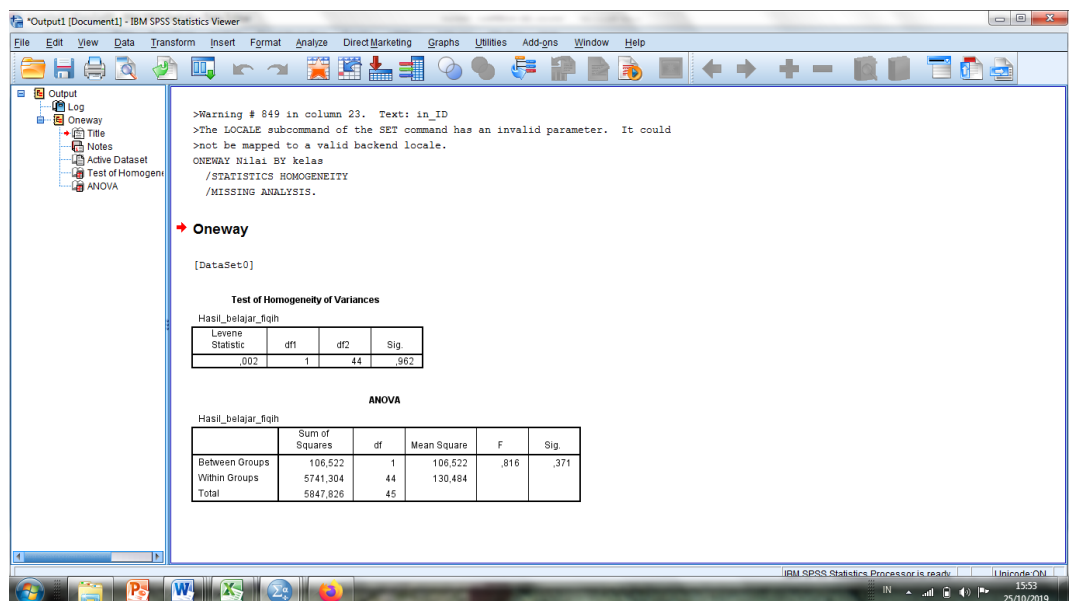 *Output1 [Document1] - IBM SPSS Statistics Viewer
File Edit View Data Transform Insert Format Analyze Direct Marketing Graphs Utilities Add-ons Window Help
Output
Log
Oneway
Title
Notes
Active Dataset
Test of Homogene
ANOVA
>Warning # 849 in column 23. Text: in_ID
>The LOCALE subcommand of the SET command has an invalid parameter. It could
>not be mapped to a valid backend locale.
ONEWAY Nilai BY kelas
/STATISTICS HOMOGENEITY
/MISSING ANALYSIS.
Oneway
[DataSet0]
Test of Homogeneity of Variances
Hasil_belajar_fiqih
Levene
Statistic df1 df2 Sig.
,002 1 44 ,962
ANOVA
Hasil_belajar_fiqih
Sum of
Squares df Mean Square F Sig.
Between Groups 106,522 1 106,522 ,816 ,371
Within Groups 5741,304 44 130,484
Total 5847,826 45
IBM SPSS Statistics Processor is ready Unicode:ON
IN 15:53
25/10/2019